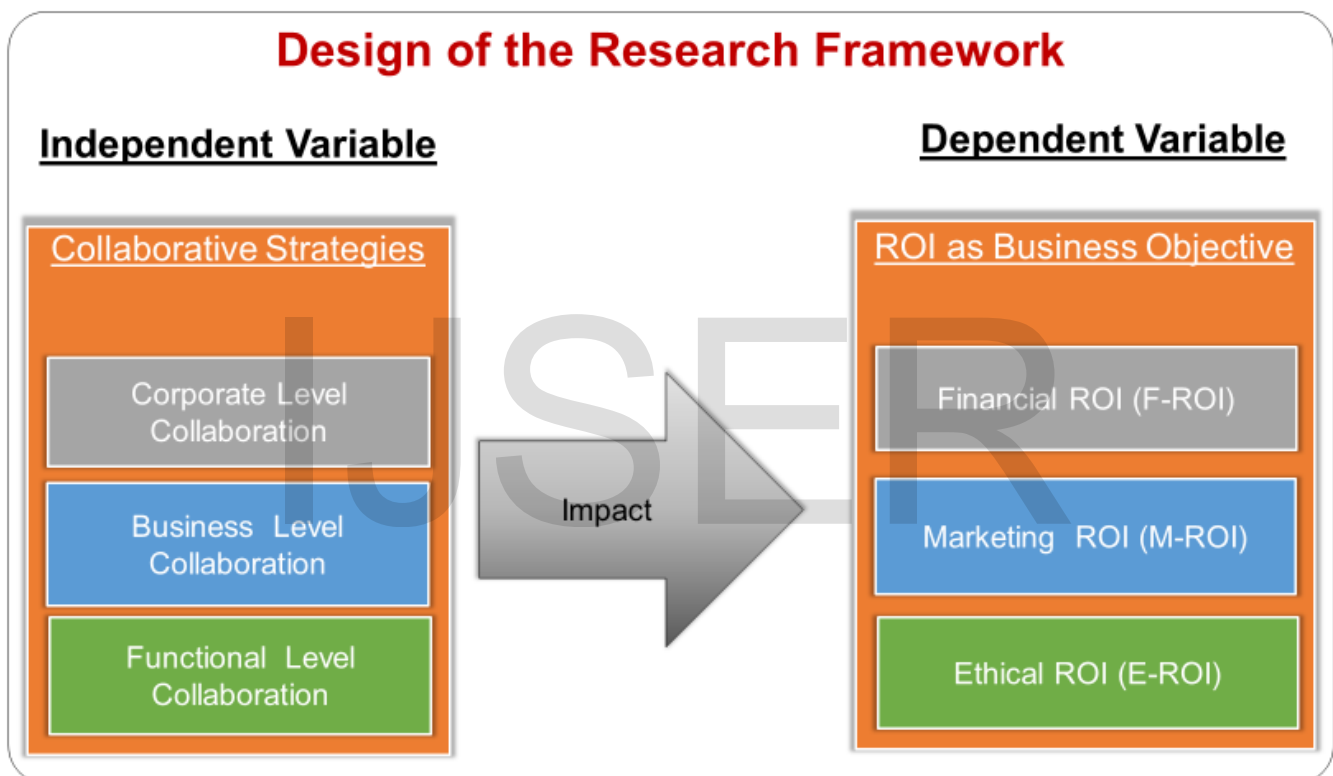 Design of the Research Framework
Independent Variable
Dependent Variable
Collaborative Strategies
Corporate Level
Collaboration
Business Level
Collaboration
Functional Level
Collaboration
Impact
ROI as Business Objective
Financial ROI (F-ROI)
Marketing ROI (M-ROI)
Ethical ROI (E-ROI)
IJSER